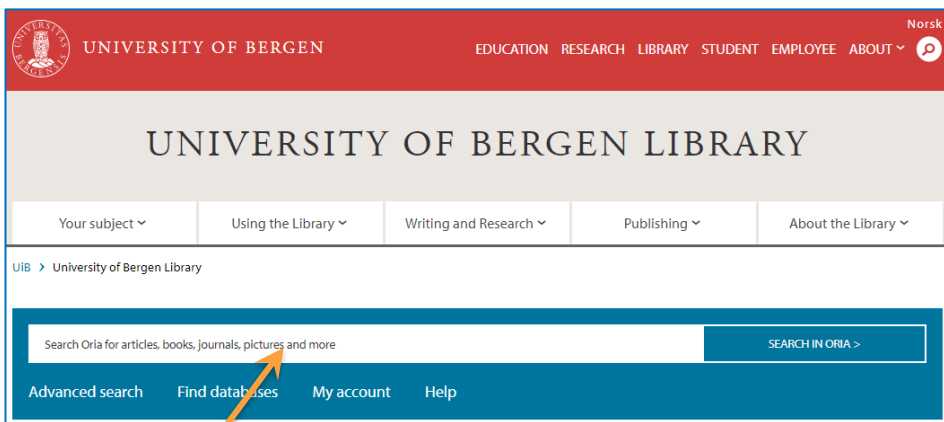 Norsk
UNIVERSITAS BERGENSIS
UNIVERSITY OF BERGEN
EDUCATION RESEARCH LIBRARY STUDENT EMPLOYEE ABOUT
UNIVERSITY OF BERGEN LIBRARY
Your subject Using the Library Writing and Research Publishing About the Library
UiB > University of Bergen Library
Search Oria for articles, books, journals, pictures and more SEARCH IN ORIA >
Advanced search Find databases My account Help